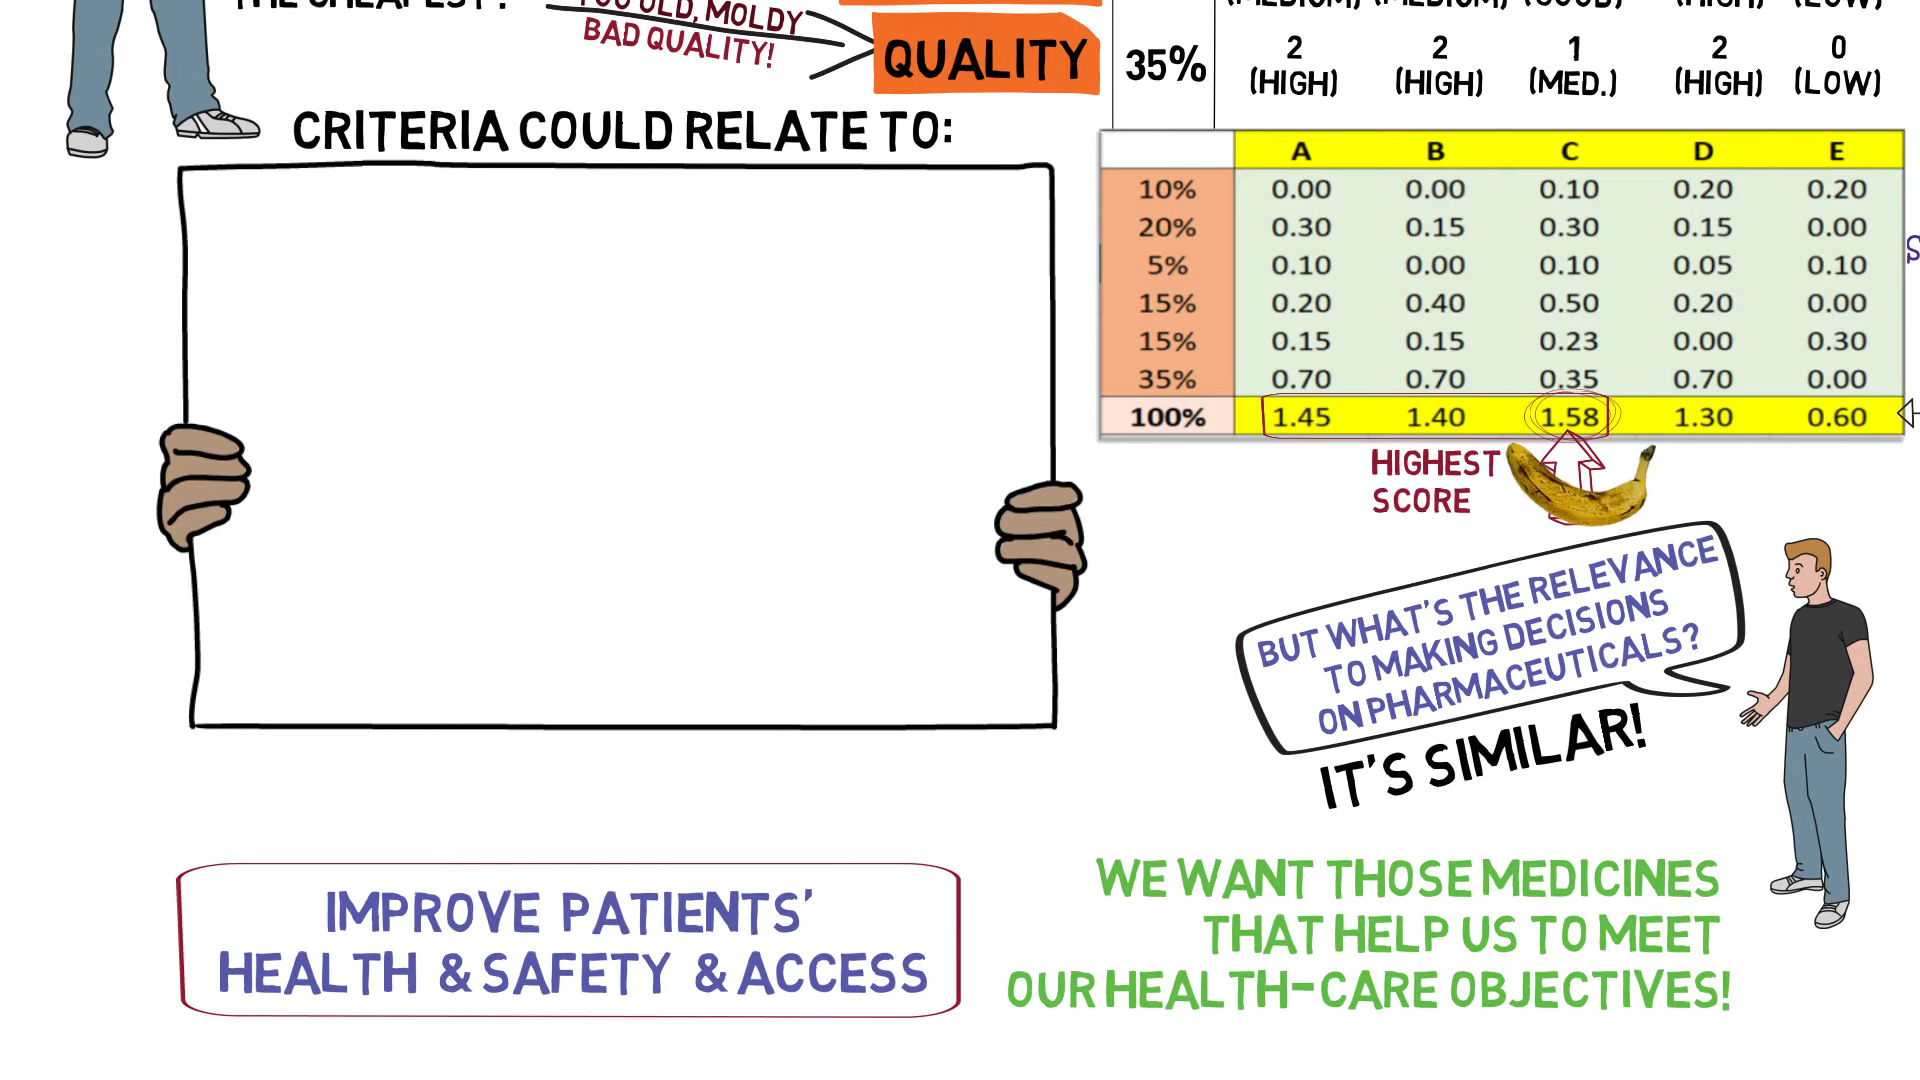 TOO OLD, MOLDY
BAD QUALITY!
QUALITY
35%
2 2 1 2 0
(HIGH) (HIGH) (MED.) (HIGH) (LOW)
CRITERIA COULD RELATE TO:
A B C D E
10% 0.00 0.00 0.10 0.20 0.20
20% 0.30 0.15 0.30 0.15 0.00
5% 0.10 0.00 0.10 0.05 0.10
15% 0.20 0.40 0.50 0.20 0.00
15% 0.15 0.15 0.23 0.00 0.30
35% 0.70 0.70 0.35 0.70 0.00
100% 1.45 1.40 1.58 1.30 0.60
HIGHEST
SCORE
BUT WHAT'S THE RELEVANCE
TO MAKING DECISIONS
ON PHARMACEUTICALS?
IT'S SIMILAR!
IMPROVE PATIENTS'
HEALTH & SAFETY & ACCESS
WE WANT THOSE MEDICINES
THAT HELP US TO MEET
OUR HEALTH-CARE OBJECTIVES!